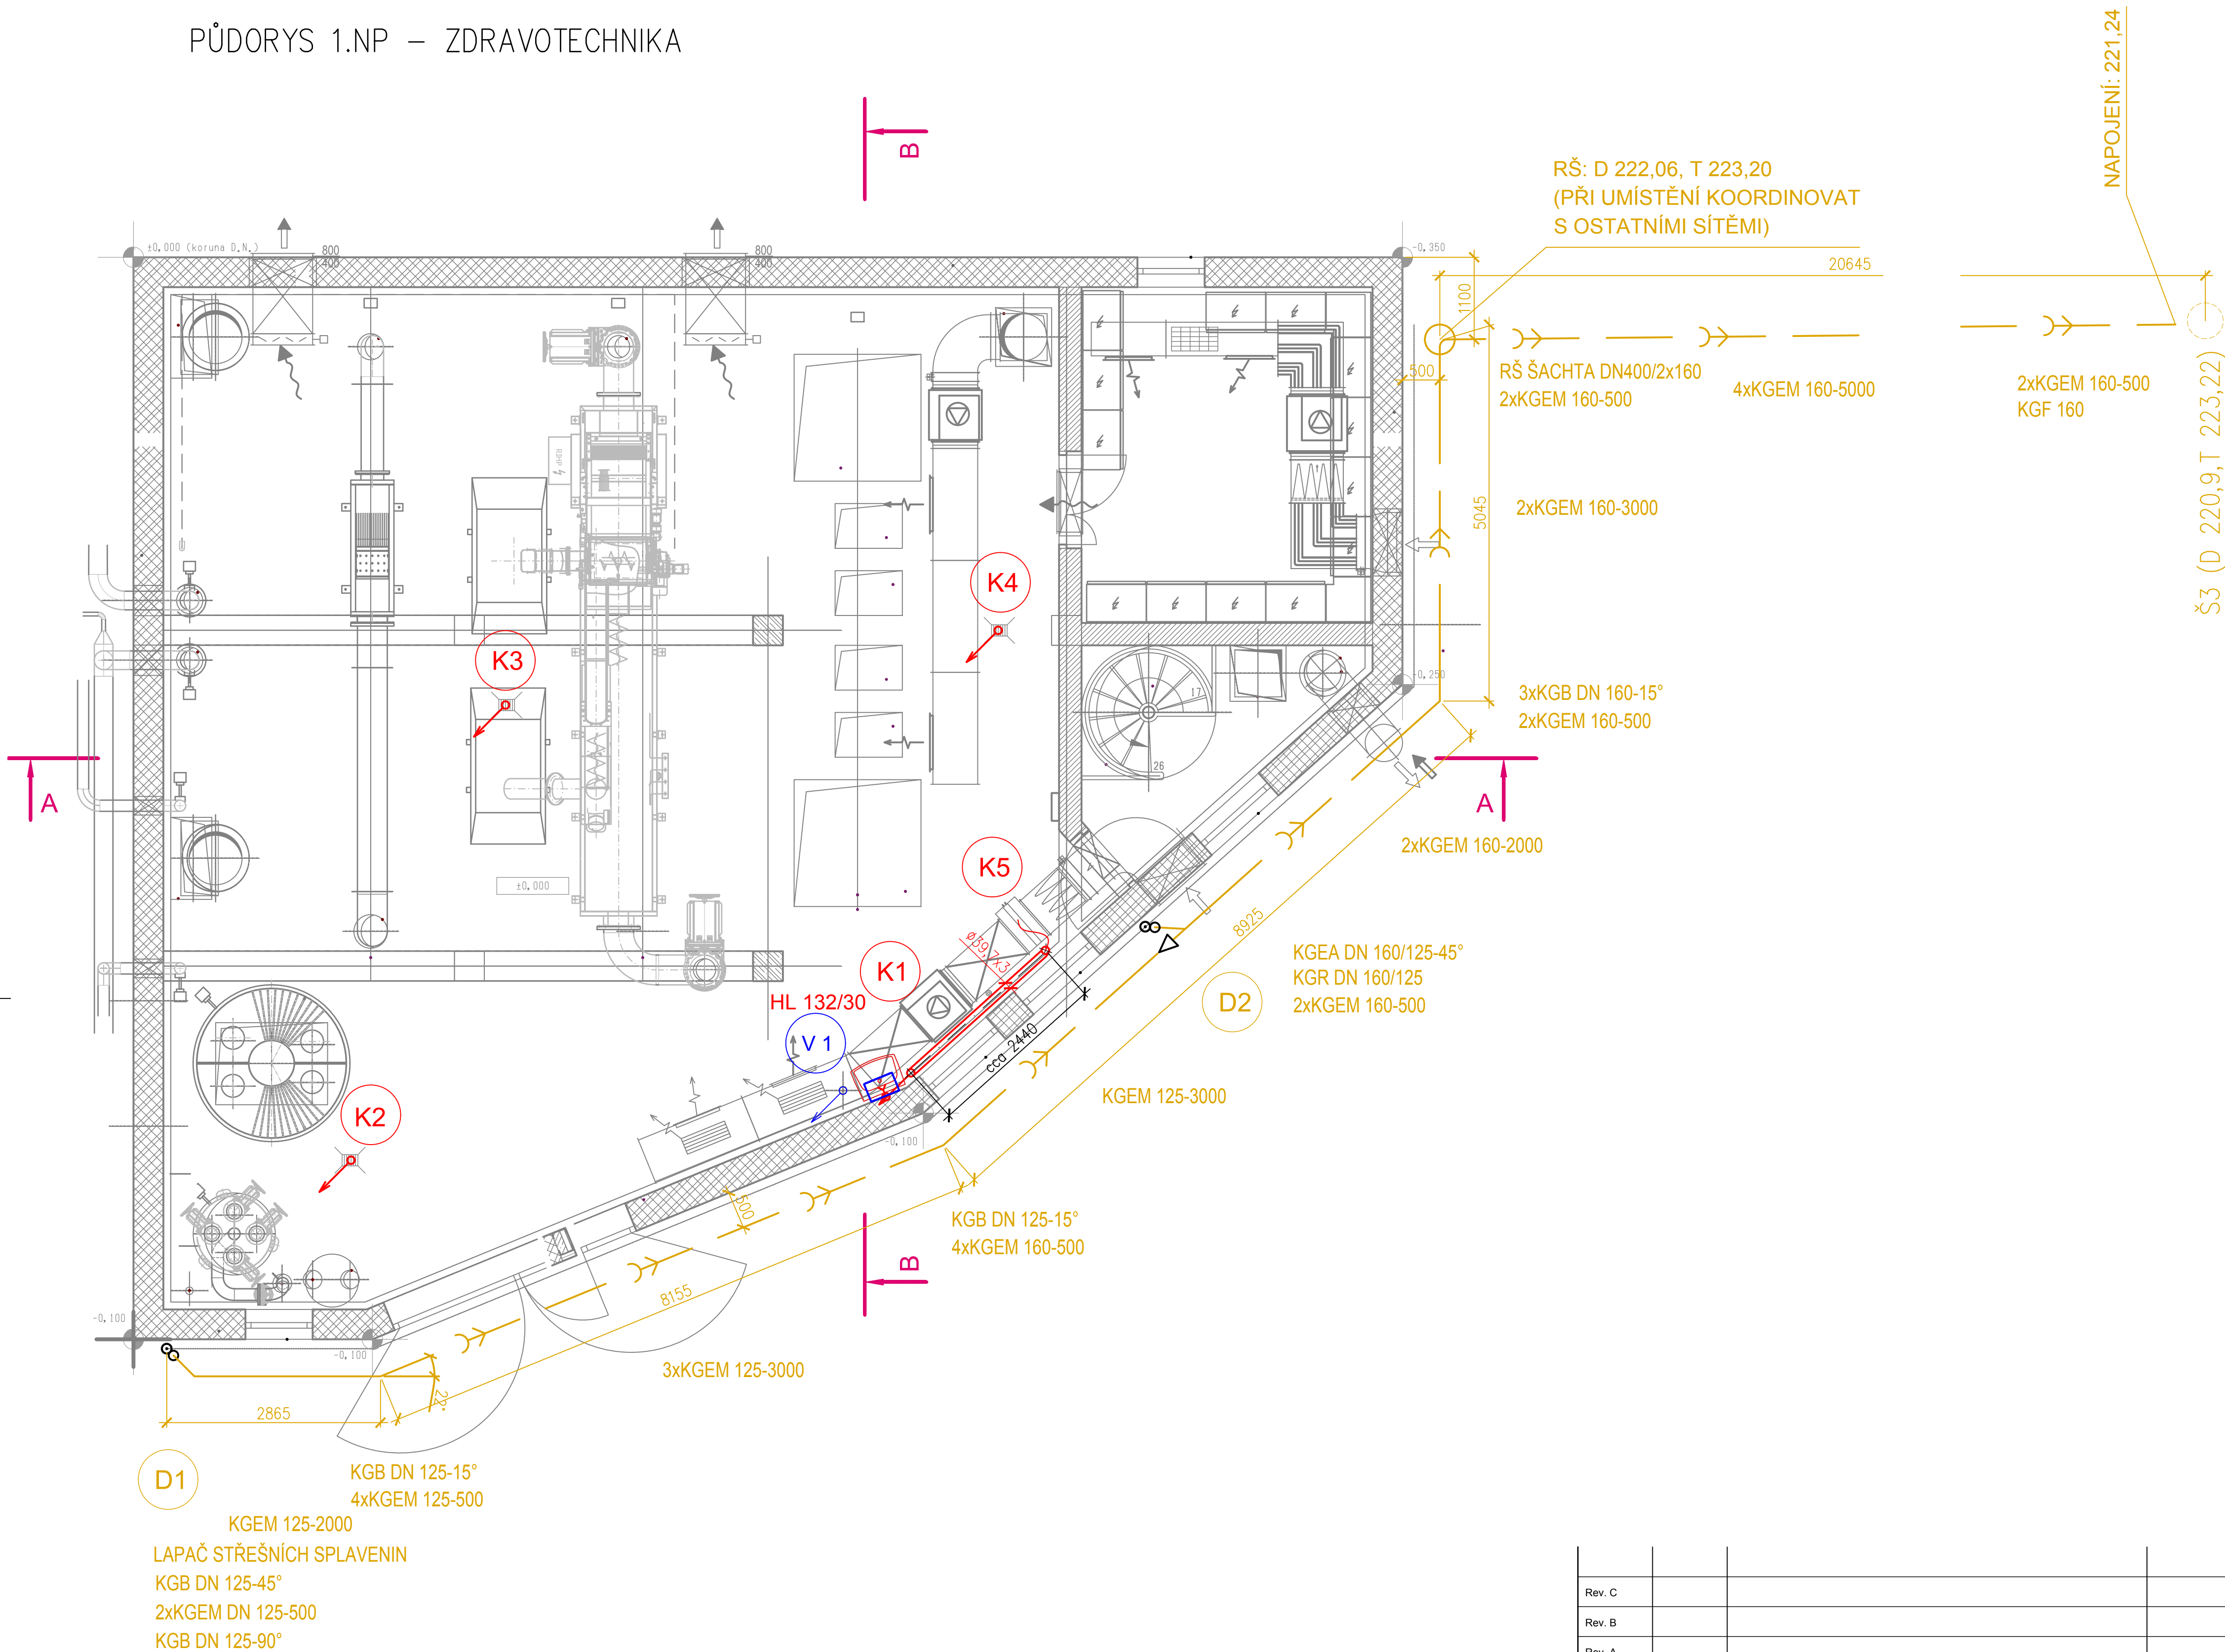 PŮDORYS 1.NP – ZDRAVOTECHNIKA
NAPOJENÍ: 221,24
B
RŠ: D 222,06, T 223,20
(PŘI UMÍSTĚNÍ KOORDINOVAT
S OSTATNÍMI SÍTĚMI)
±0,000 (koruna D.N.)
800
400
800
400
-0,350
20645
1100
500
RŠ ŠACHTA DN400/2x160
2xKGEM 160-500
4xKGEM 160-5000
2xKGEM 160-500
KGF 160
Š3 (D 220,9,T 223,22)
5045
2xKGEM 160-3000
K4
K3
-0,250
17
3xKGB DN 160-15°
2xKGEM 160-500
26
A
A
2xKGEM 160-2000
K5
±0,000
8925
ø39,7x3
K1
HL 132/30
KGEA DN 160/125-45°
KGR DN 160/125
2xKGEM 160-500
D2
V 1
cca 2440
KGEM 125-3000
K2
-0,100
500
KGB DN 125-15°
4xKGEM 160-500
B
8155
-0,100
-0,100
3xKGEM 125-3000
22°
2865
D1
KGB DN 125-15°
4xKGEM 125-500
KGEM 125-2000
LAPAČ STŘEŠNÍCH SPLAVENIN
KGB DN 125-45°
2xKGEM DN 125-500
KGB DN 125-90°
Rev. C
Rev. B
Rev. A